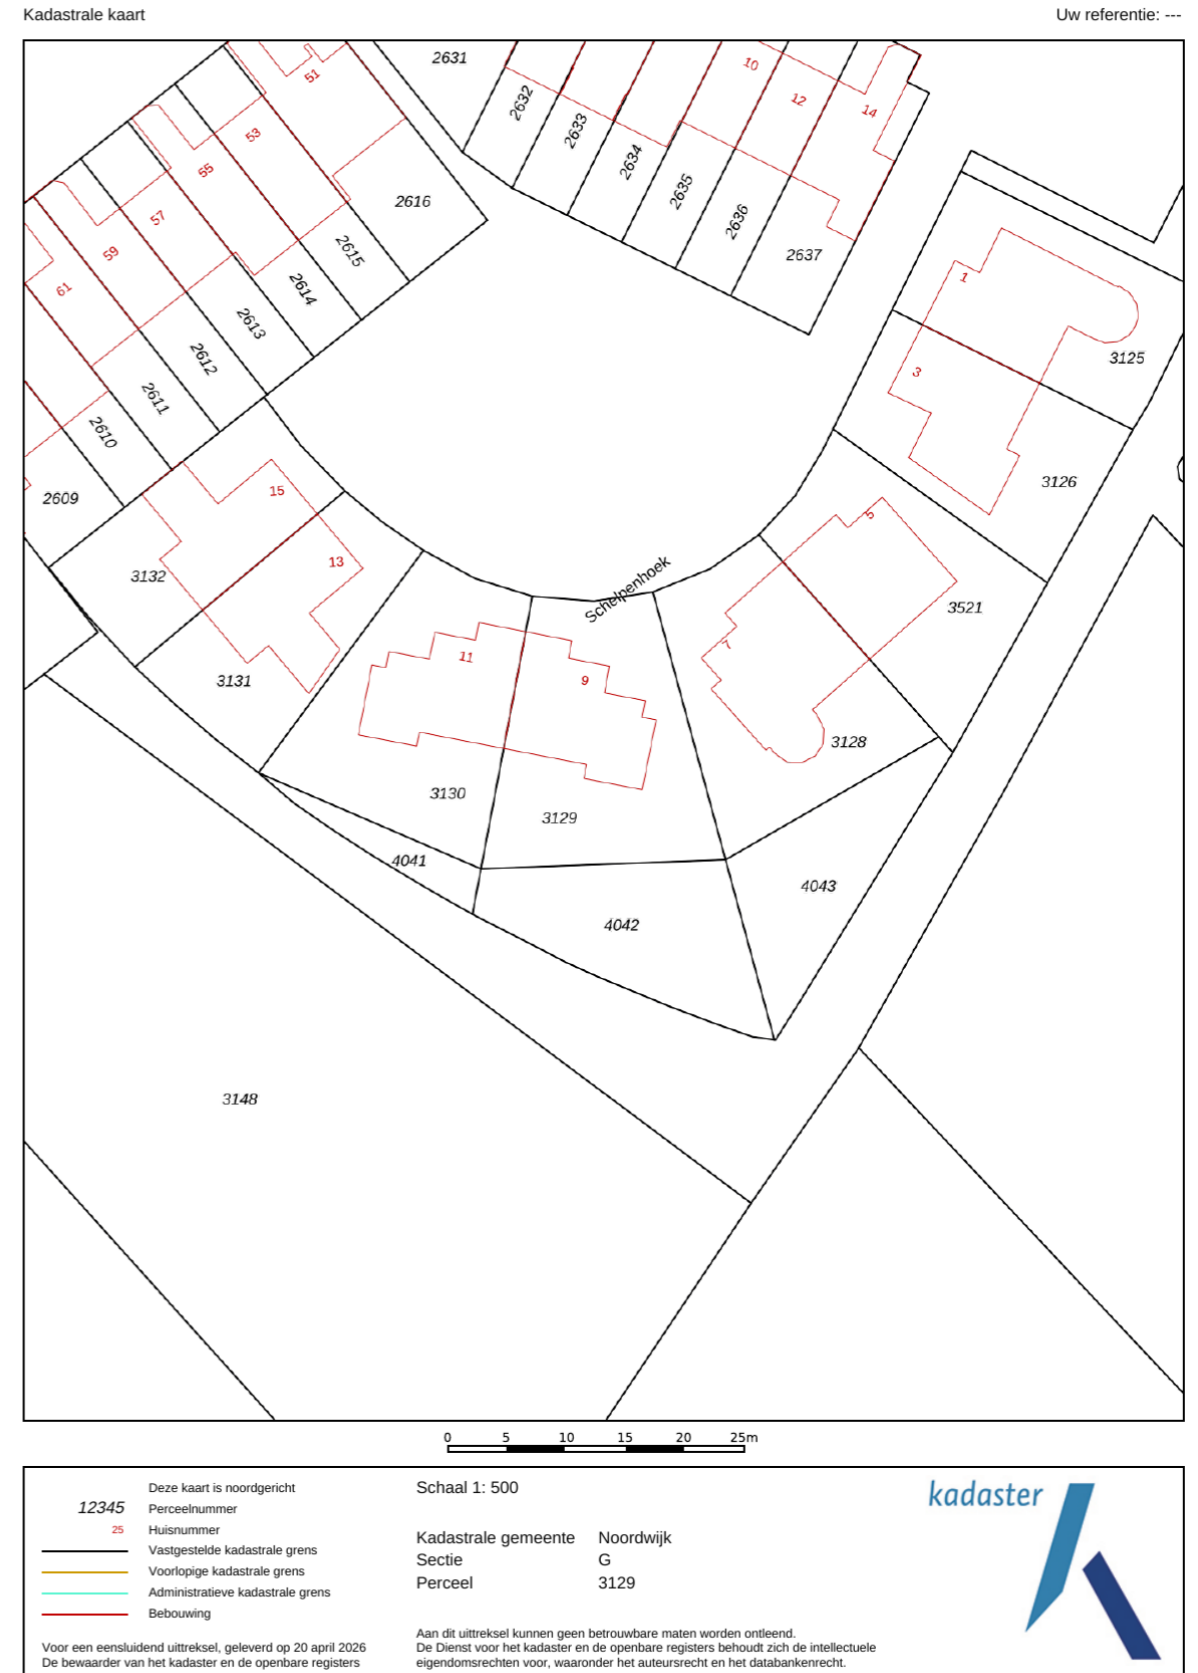 Kadastrale kaart
Uw referentie: ---
2631
2632
2633
2634
2635
2636
2637
10
12
14
51
53
55
57
59
61
2616
2615
2614
2613
2612
2611
2610
2609
1
3
3125
3126
15
13
3132
3131
Schelpenhoek
5
7
3521
3128
11
9
3130
3129
4041
4042
4043
3148
0 5 10 15 20 25m
Deze kaart is noordgericht
12345 Perceelnummer
25 Huisnummer
Vastgestelde kadastrale grens
Voorlopige kadastrale grens
Administratieve kadastrale grens
Bebouwing
Voor een eensluidend uittreksel, geleverd op 20 april 2026
De bewaarder van het kadaster en de openbare registers
Schaal 1: 500
Kadastrale gemeente Noordwijk
Sectie G
Perceel 3129
Aan dit uittreksel kunnen geen betrouwbare maten worden ontleend.
De Dienst voor het kadaster en de openbare registers behoudt zich de intellectuele
eigendomsrechten voor, waaronder het auteursrecht en het databankenrecht.
kadaster